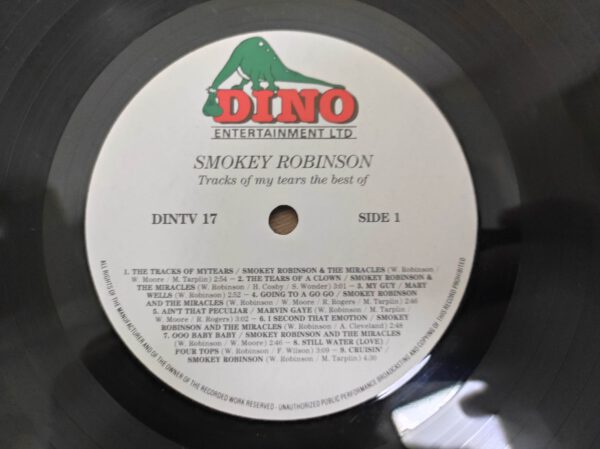 DINO
ENTERTAINMENT LTD
SMOKEY ROBINSON
Tracks of my tears the best of
DINTV 17
SIDE 1
1. THE TRACKS OF MYTEARS / SMOKEY ROBINSON & THE MIRACLES (W. Robinson /
W. Moore / M. Tarplin) 2:54 – 2. THE TEARS OF A CLOWN / SMOKEY ROBINSON &
THE MIRACLES (W. Robinson / H. Cosby / S. Wonder) 3:01 – 3. MY GUY / MARY
WELLS (W. Robinson) 2:52 – 4. GOING TO A GO GO / SMOKEY ROBINSON
AND THE MIRACLES (W. Robinson / W. Moore / R. Rogers / M. Tarplin) 2:46
5. AIN'T THAT PECULIAR / MARVIN GAYE (W. Robinson / M. Tarplin /
W. Moore / R. Rogers) 3:02 – 6. I SECOND THAT EMOTION / SMOKEY
ROBINSON AND THE MIRACLES (W. Robinson / A. Cleveland) 2:48
7. OOO BABY BABY / SMOKEY ROBINSON AND THE MIRACLES
(W. Robinson / W. Moore) 2:46 – 8. STILL WATER (LOVE) /
FOUR TOPS (W. Robinson / F. Wilson) 3:09 – 9. CRUISIN' /
SMOKEY ROBINSON (W. Robinson / M. Tarplin) 4:30
ALL RIGHTS OF THE MANUFACTURER AND OF THE OWNER OF THE RECORDED WORK RESERVED - UNAUTHORIZED PUBLIC PERFORMANCE BROADCASTING AND COPYING OF THIS RECORD PROHIBITED